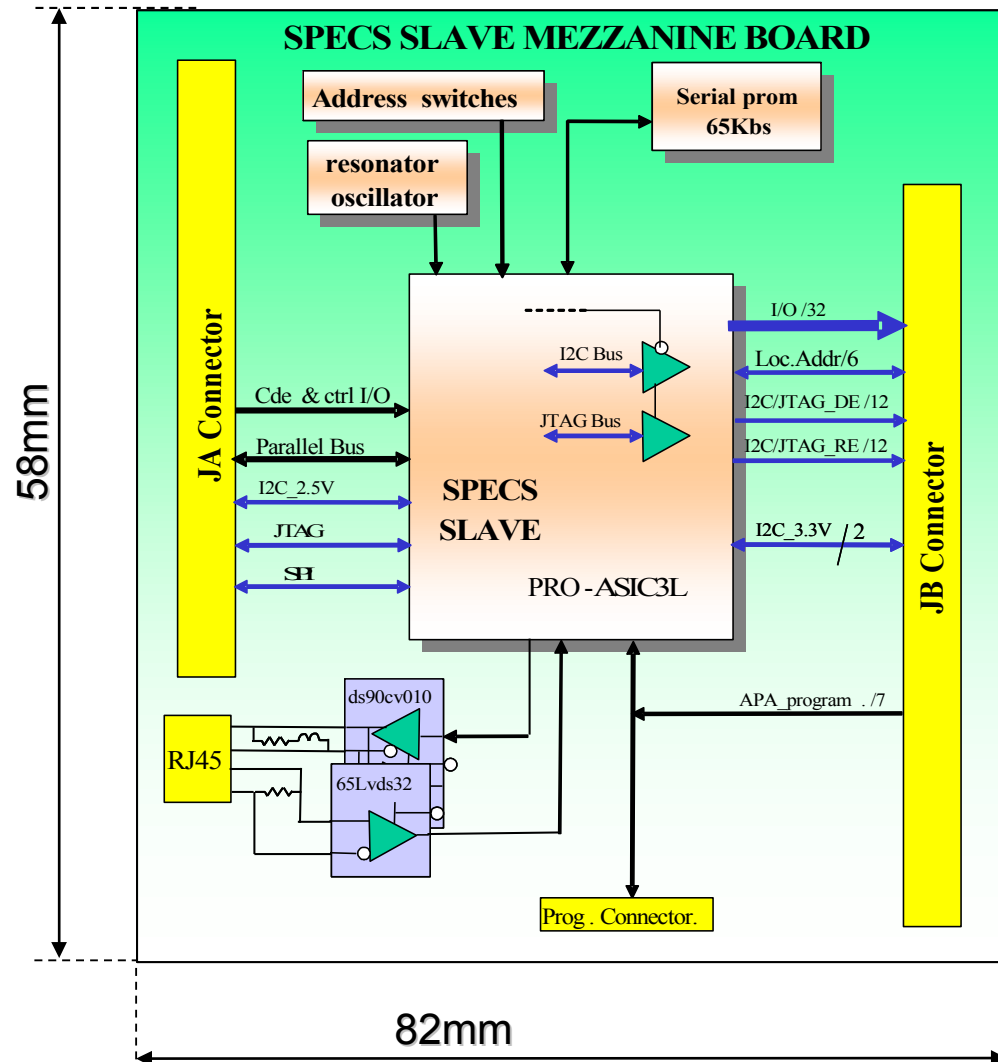 SPECS SLAVE MEZZANINE BOARD
Address switches
Serial prom
65Kbs
resonator
oscillator
58mm
JA Connector
JB Connector
I/O /32
I2C Bus
Loc.Addr/6
Cde & ctrl I/O
I2C/JTAG_DE /12
JTAG Bus
Parallel Bus
I2C/JTAG_RE /12
I2C_2.5V
SPECS
SLAVE
JTAG
I2C_3.3V / 2
SPI
PRO -ASIC3L
ds90cv010
APA_program . /7
RJ45
65Lvds32
Prog . Connector.
82mm